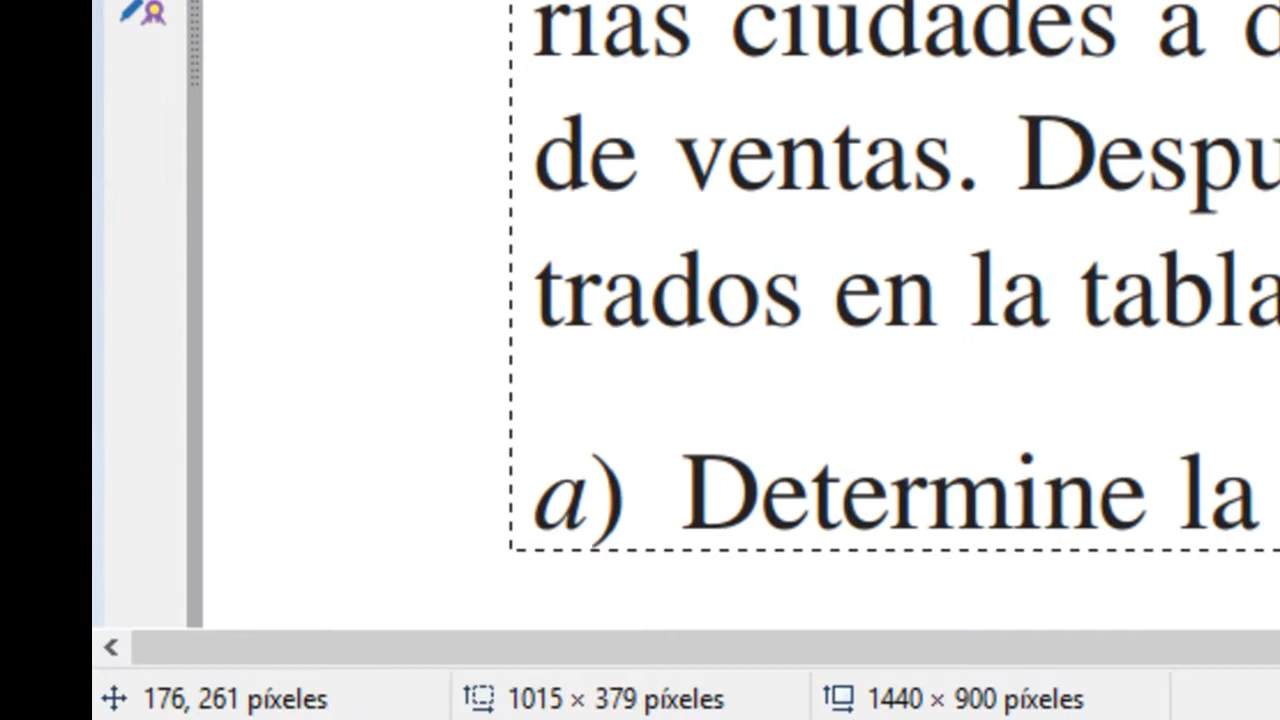 rias ciudades a
de ventas. Despu
trados en la tabla
a) Determine la
176, 261 píxeles
1015 × 379 píxeles
1440 × 900 píxeles